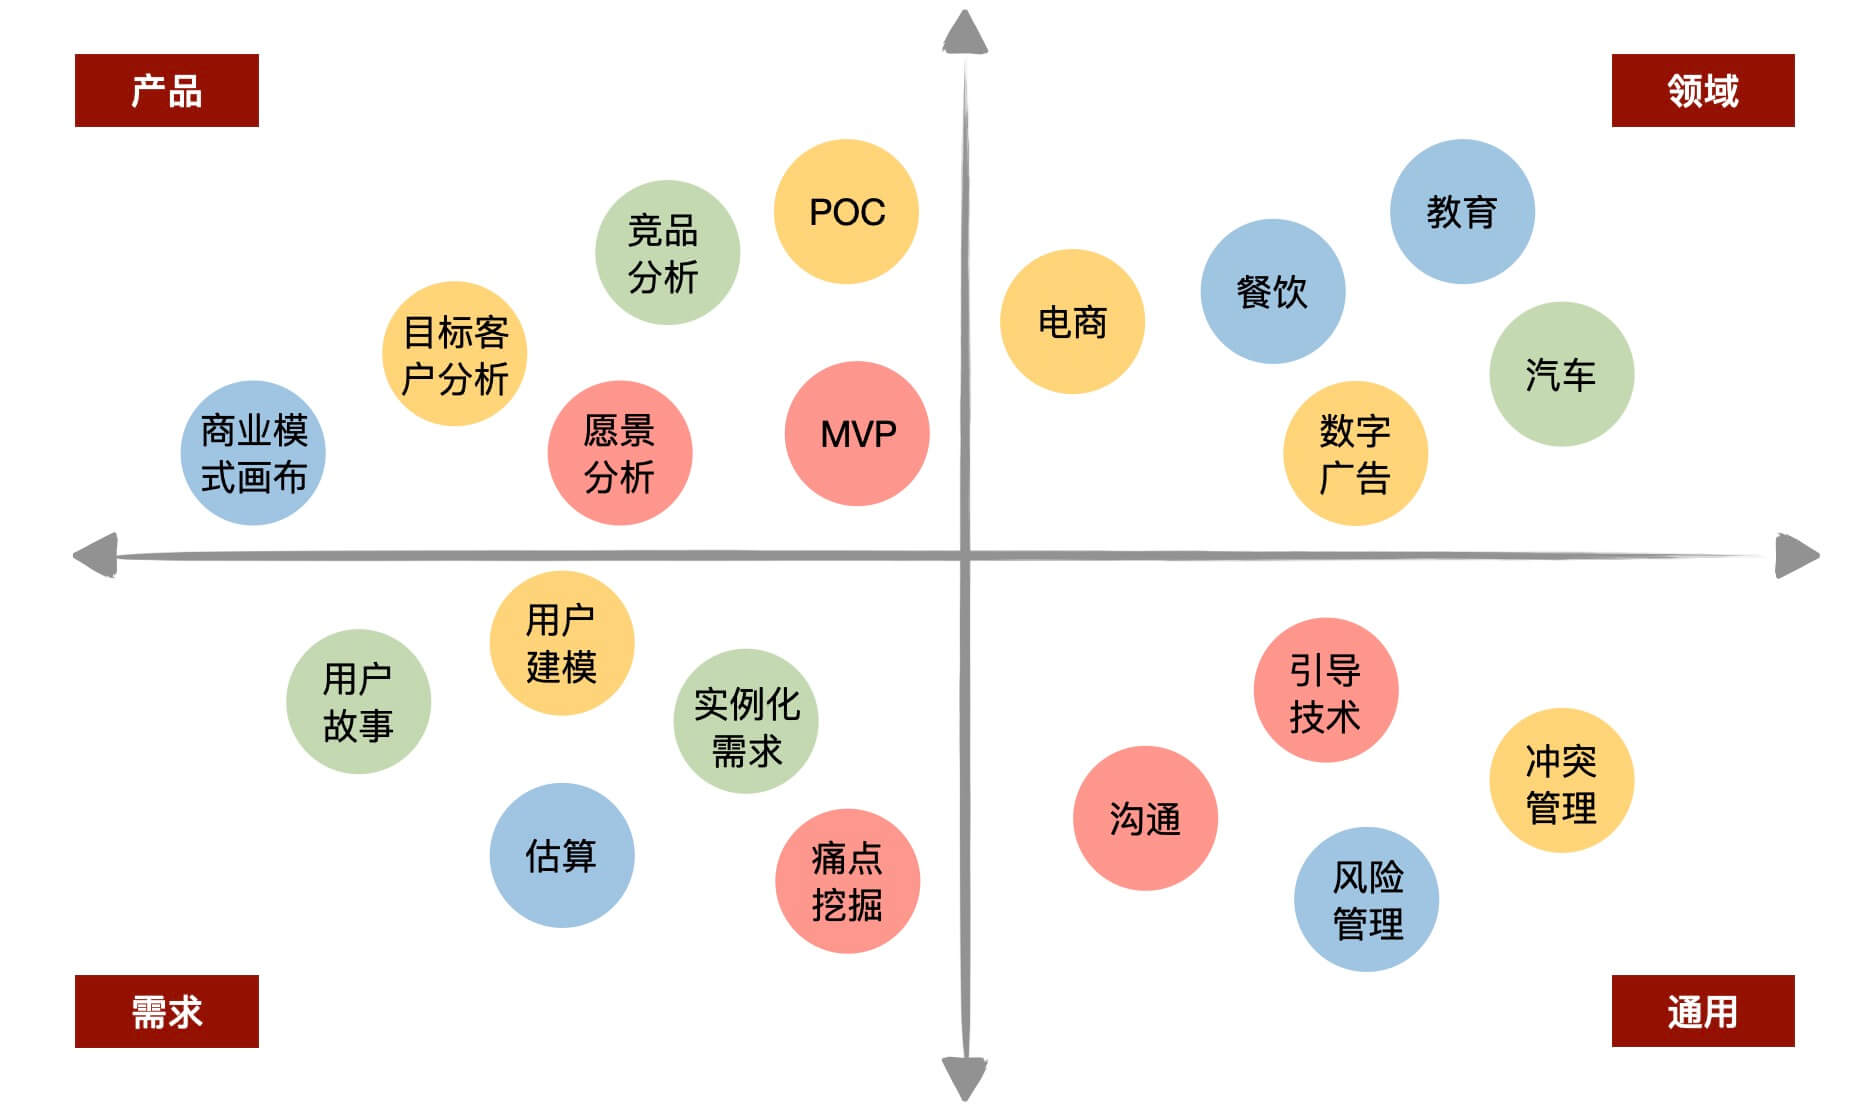 产品
领域
POC
竞品
分析
目标客
户分析
商业模
式画布
愿景
分析
MVP
教育
餐饮
电商
汽车
数字
广告
用户
建模
用户
故事
实例化
需求
估算
痛点
挖掘
引导
技术
冲突
管理
沟通
风险
管理
需求
通用